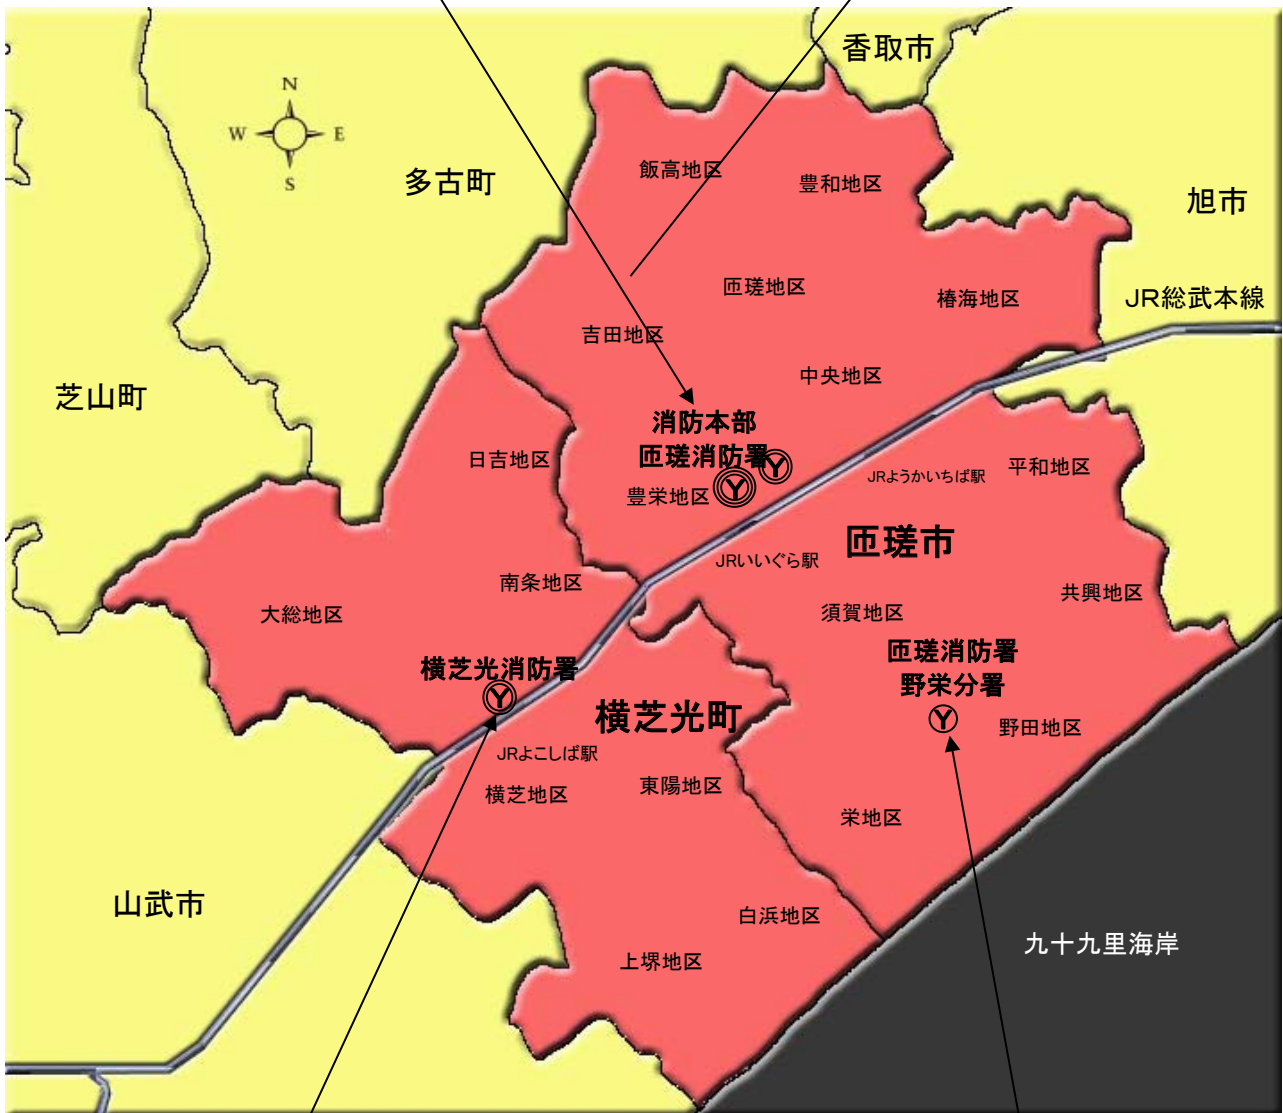 香取市
N
W E
S
飯高地区
豊和地区
多古町
旭市
匝瑳地区
椿海地区
JR総武本線
吉田地区
中央地区
芝山町
消防本部
匝瑳消防署
日吉地区
平和地区
JRようかいちば駅
豊栄地区
Y
Y
匝瑳市
JRいいぐら駅
南条地区
共興地区
大総地区
須賀地区
匝瑳消防署
野栄分署
横芝光消防署
Y
横芝光町
Y
野田地区
JRよこしば駅
東陽地区
横芝地区
栄地区
山武市
白浜地区
九十九里海岸
上堺地区